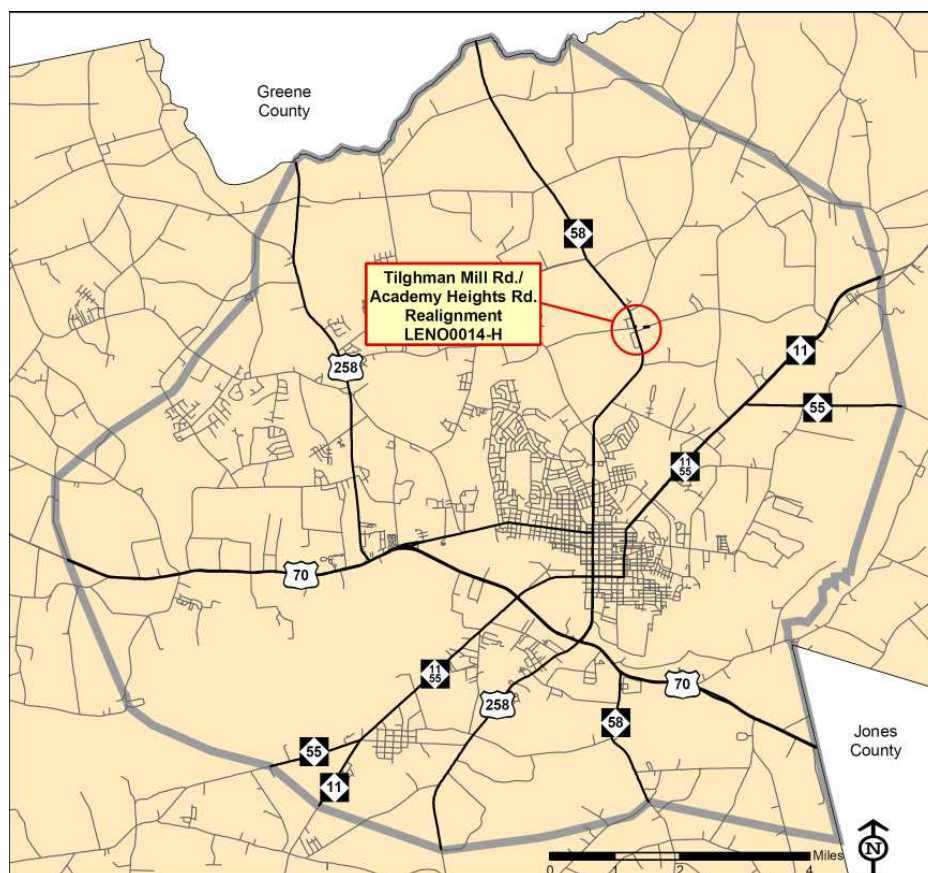 Greene
County
58
Tilghman Mill Rd./
Academy Heights Rd.
Realignment
LENO0014-H
11
258
55
11
55
70
11
55
70
258
58
Jones
County
55
11
N
0 1 2 4 Miles